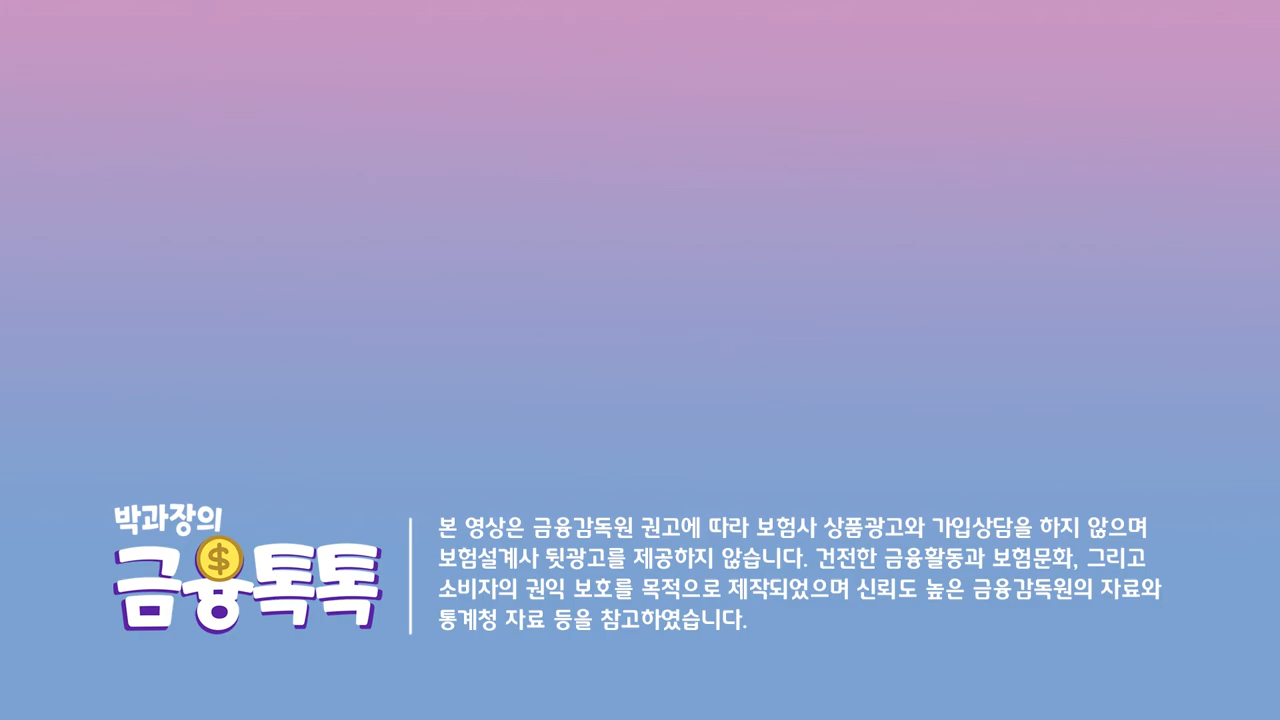 박과장의
금융톡톡
본 영상은 금융감독원 권고에 따라 보험사 상품광고와 가입상담을 하지 않으며
보험설계사 뒷광고를 제공하지 않습니다. 건전한 금융활동과 보험문화, 그리고
소비자의 권익 보호를 목적으로 제작되었으며 신뢰도 높은 금융감독원의 자료와
통계청 자료 등을 참고하였습니다.